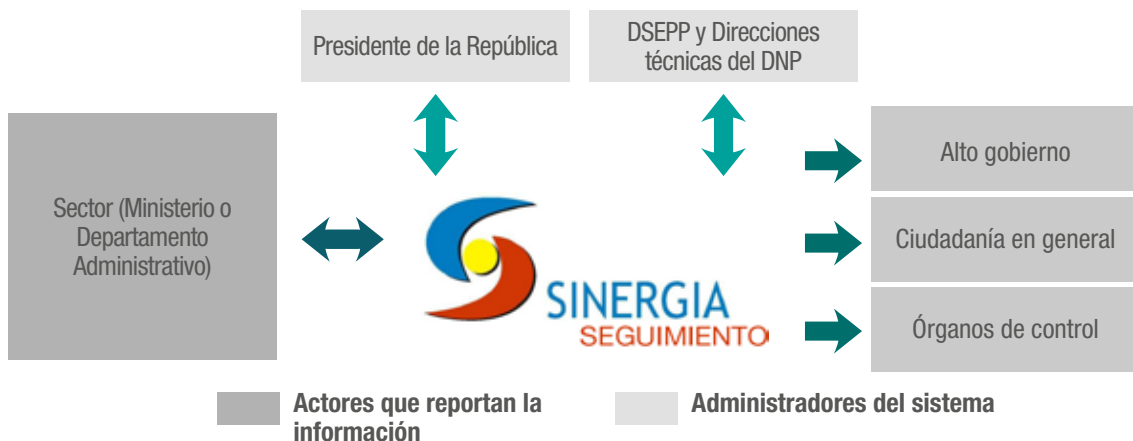 Presidente de la República
DSEPP y Direcciones
técnicas del DNP
Sector (Ministerio o
Departamento
Administrativo)
SINERGIA
SEGUIMIENTO
Alto gobierno
Ciudadanía en general
Órganos de control
Actores que reportan la
información
Administradores del sistema